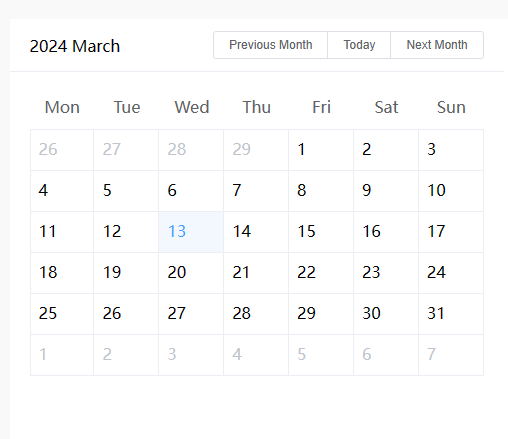 2024 March Previous Month Today Next Month
Mon Tue Wed Thu Fri Sat Sun
26 27 28 29 1 2 3
4 5 6 7 8 9 10
11 12 13 14 15 16 17
18 19 20 21 22 23 24
25 26 27 28 29 30 31
1 2 3 4 5 6 7